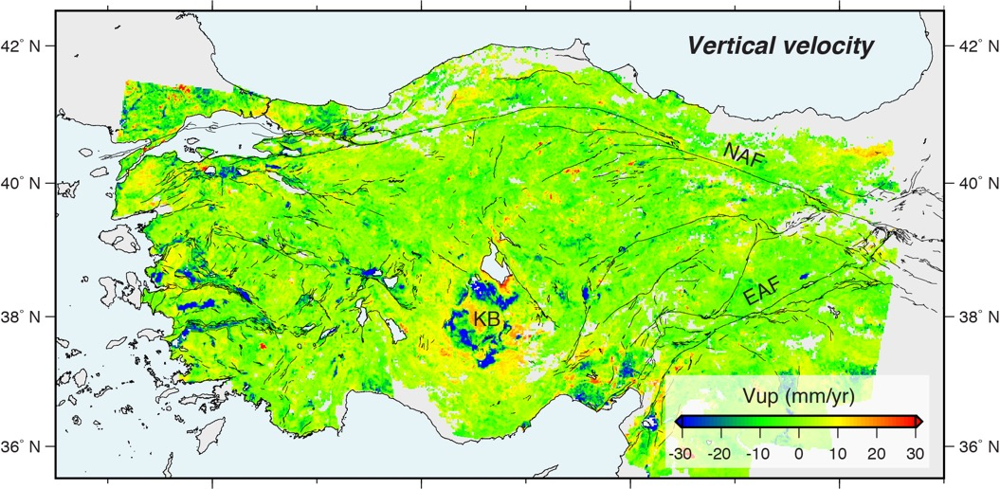 Vertical velocity
42° N
42° N
40° N
40° N
38° N
38° N
36° N
36° N
NAF
EAF
KB
Vup (mm/yr)
-30 -20 -10 0 10 20 30